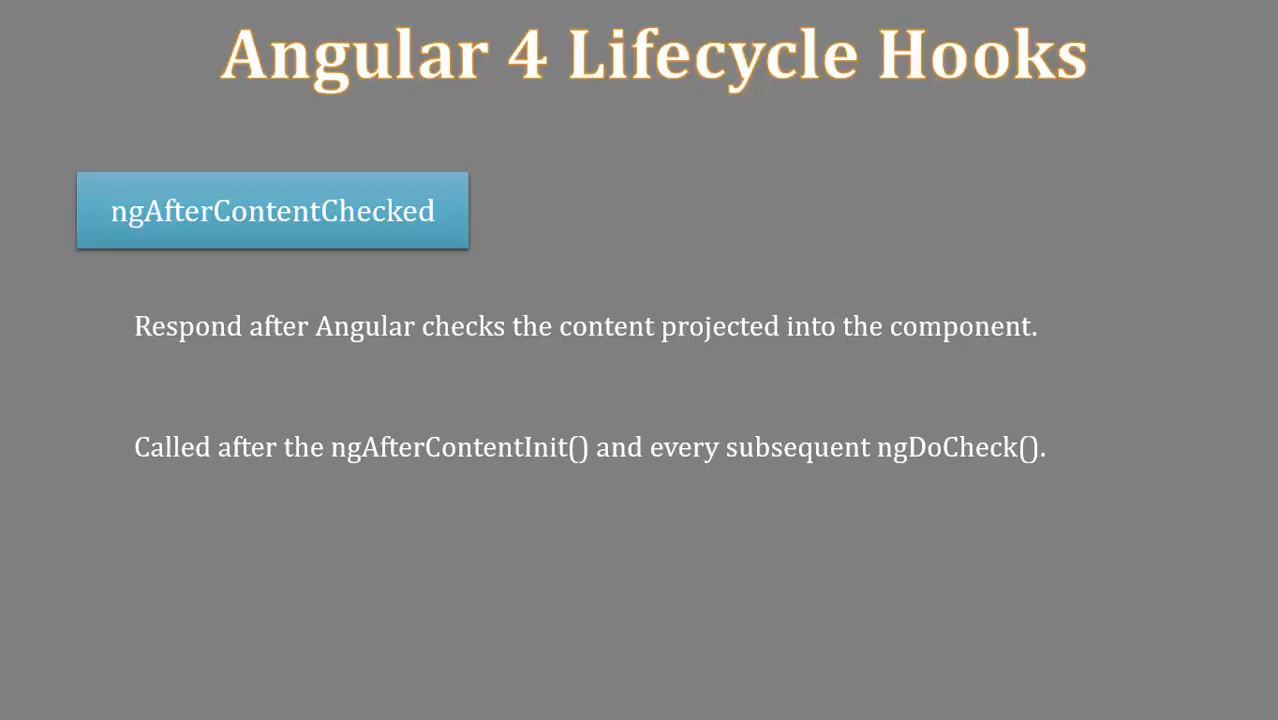 Angular 4 Lifecycle Hooks
ngAfterContentChecked
Respond after Angular checks the content projected into the component.
Called after the ngAfterContentInit() and every subsequent ngDoCheck().